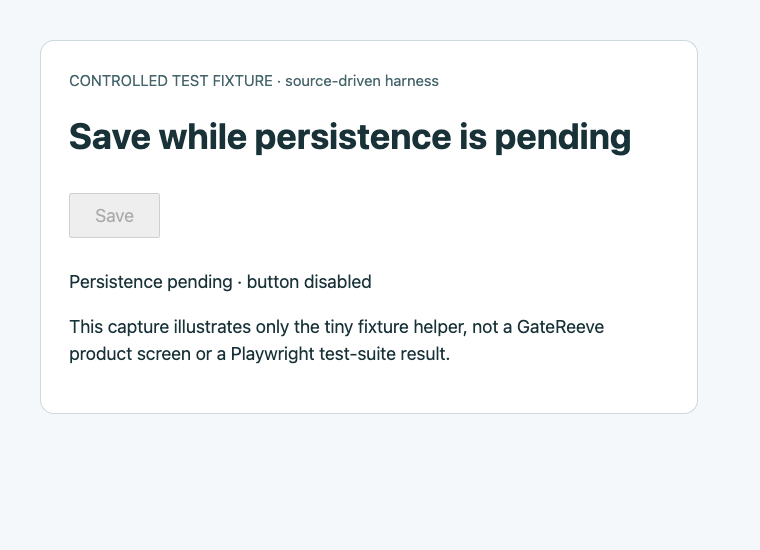 CONTROLLED TEST FIXTURE · source-driven harness
Save while persistence is pending
Save
Persistence pending · button disabled
This capture illustrates only the tiny fixture helper, not a GateReeve
product screen or a Playwright test-suite result.